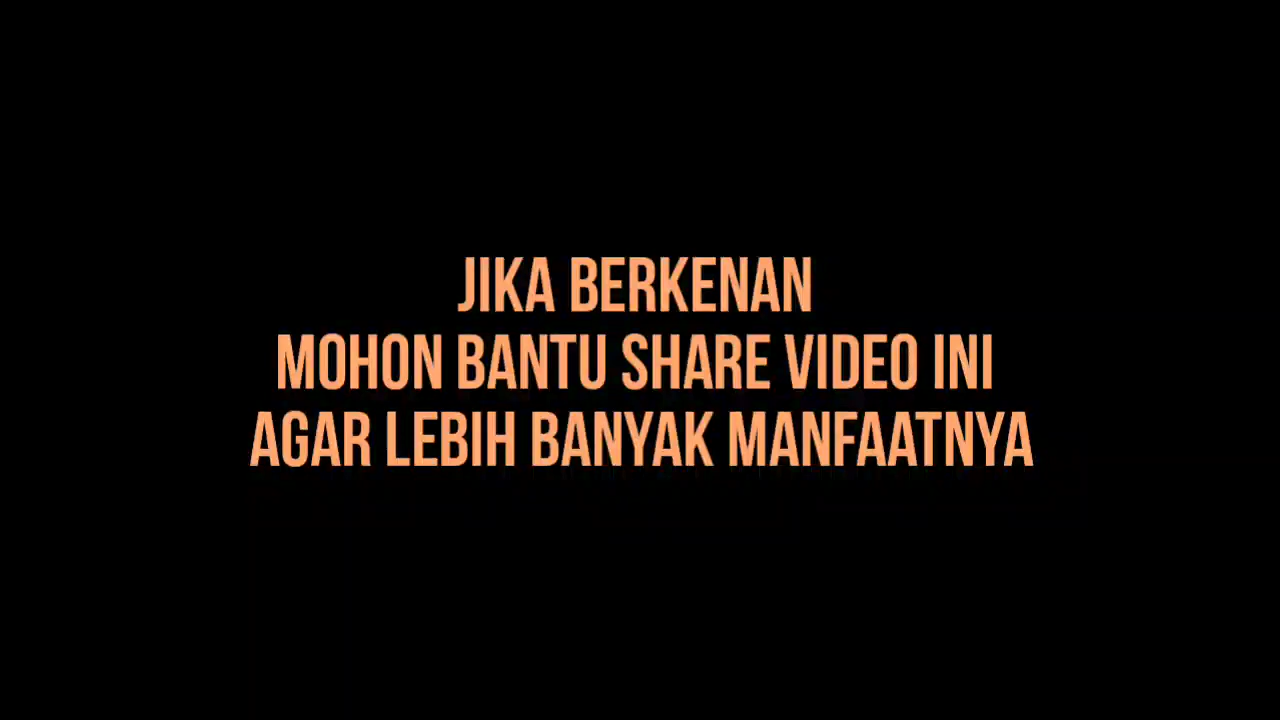 JIKA BERKENAN
MOHON BANTU SHARE VIDEO INI
AGAR LEBIH BANYAK MANFAATNYA